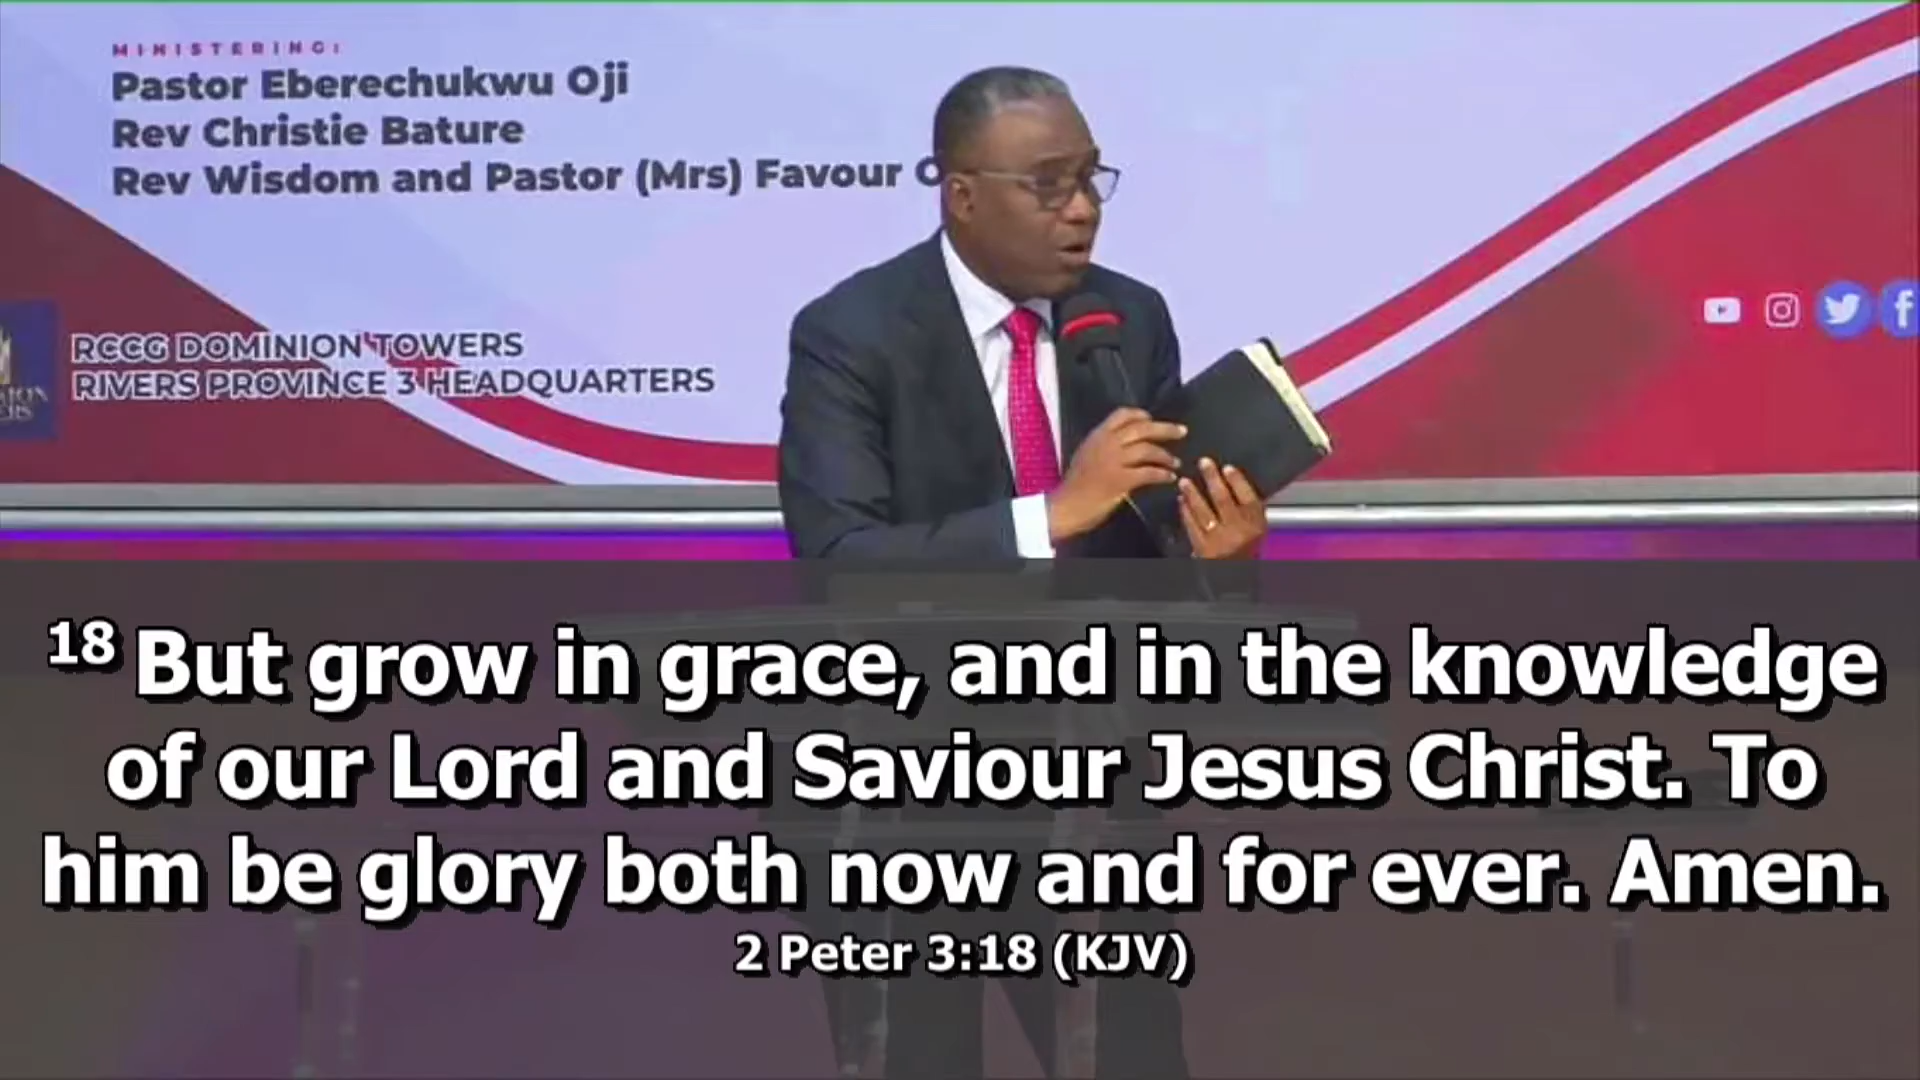 MINISTERING:
Pastor Eberechukwu Oji
Rev Christie Bature
Rev Wisdom and Pastor (Mrs) Favour O
RCCG DOMINION TOWERS
RIVERS PROVINCE 3 HEADQUARTERS
18 But grow in grace, and in the knowledge
of our Lord and Saviour Jesus Christ. To
him be glory both now and for ever. Amen.
2 Peter 3:18 (KJV)